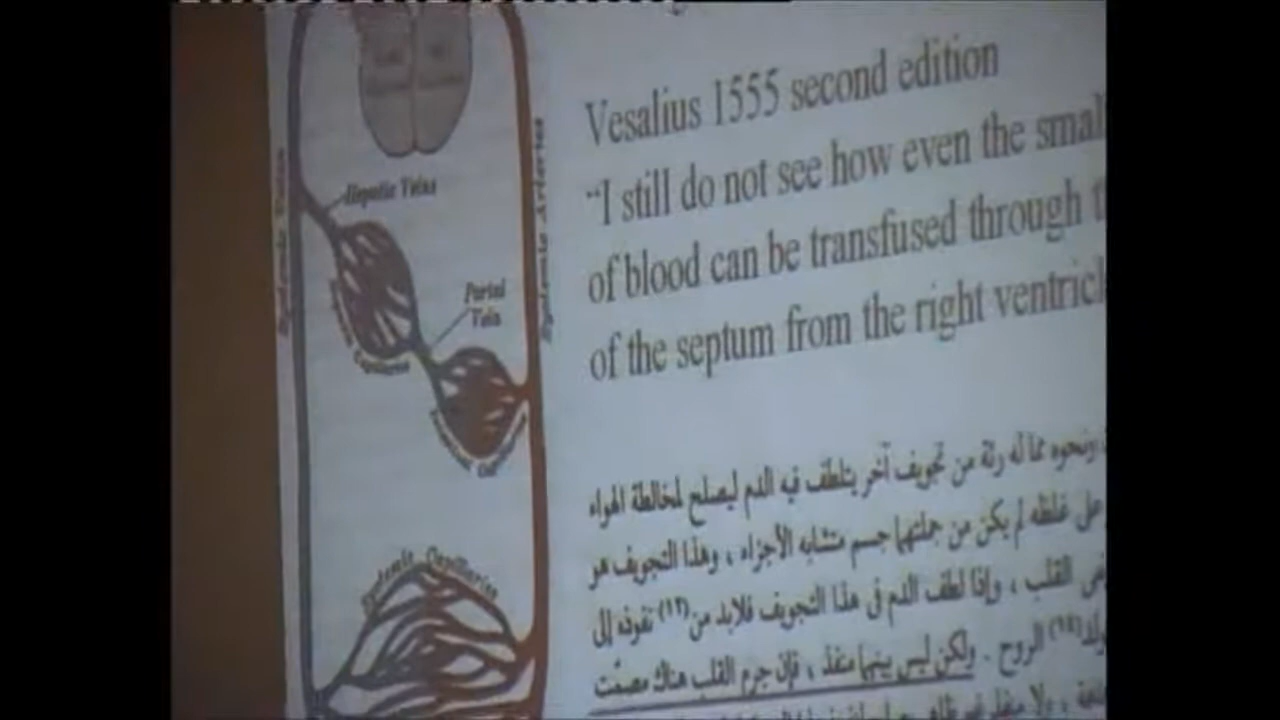 Vesalius 1555 second edition
“I still do not see how even the small
of blood can be transfused through t
of the septum from the right ventricl
ونحوه مما له رئة من تجويف آخر يتلطف فيه الدم ليصلح لمخالطة الهواء
على غلظه لم يكن من جملتها جسم متشابه الأجزاء ، وهذا التجويف هو
القلب ، وإذا لطف الدم في هذا التجويف فلابد من (١٣) نفوذه إلى
الروح . ولكن ليس بينهما منفذ ، فإن جرم القلب هناك مصمت
Hepatic Veins
Portal
Vein
Systemic Veins
Systemic Arteries
Systemic Capillaries